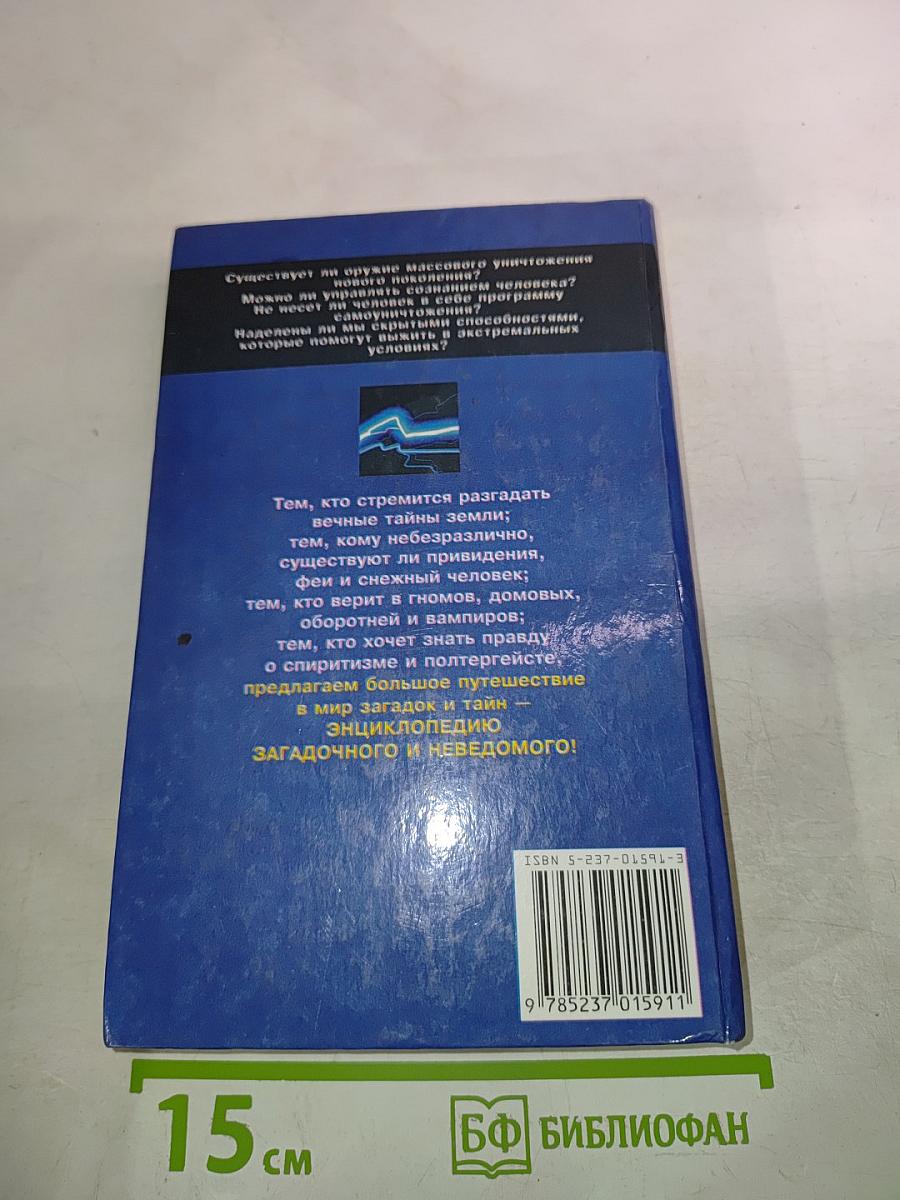 Существует ли оружие массового уничтожения
нового поколения?
Можно ли управлять сознанием человека?
Не несет ли человек в себе программу
самоуничтожения?
Наделены ли мы скрытыми способностями,
которые помогут выжить в экстремальных
условиях?
Тем, кто стремится разгадать
вечные тайны земли;
тем, кому небезразлично,
существуют ли привидения,
феи и снежный человек;
тем, кто верит в гномов, домовых,
оборотней и вампиров;
тем, кто хочет знать правду
о спиритизме и полтергейсте,
предлагаем большое путешествие
в мир загадок и тайн —
ЭНЦИКЛОПЕДИЮ
ЗАГАДОЧНОГО И НЕВЕДОМОГО!
ISBN 5-237-01591-3
9 785237 015911
15 см
БФ БИБЛИОФАН